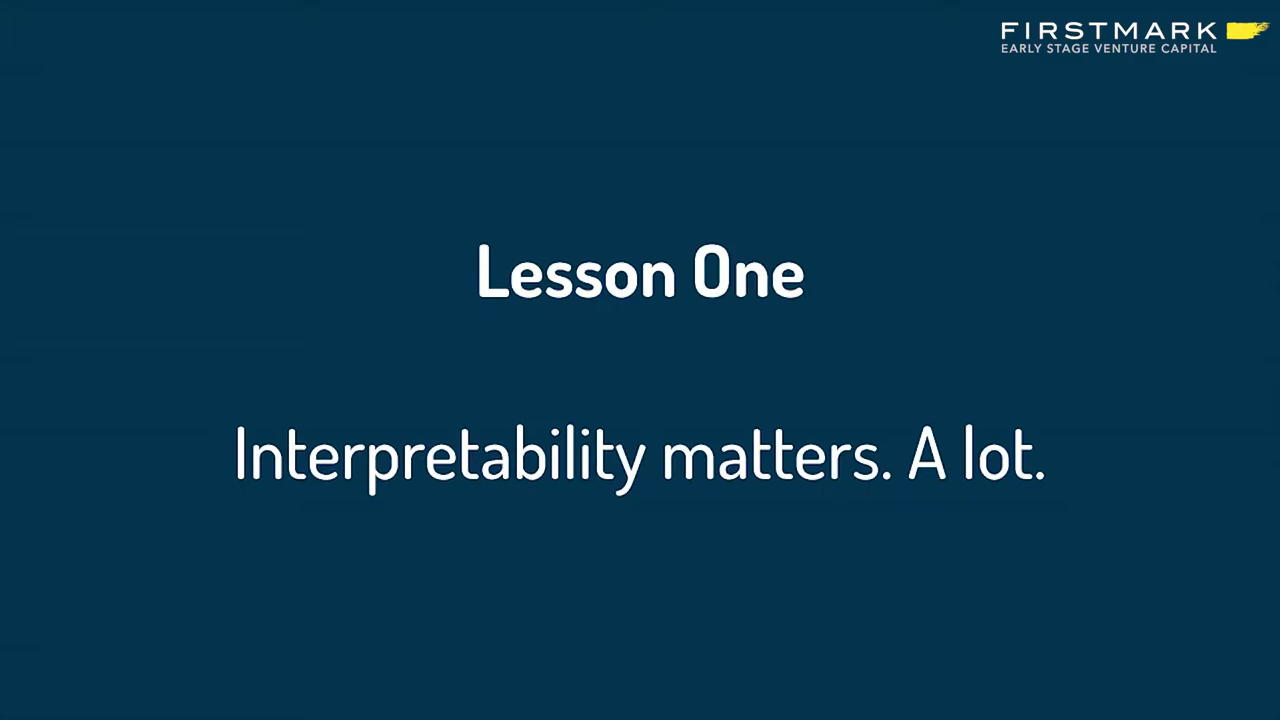 FIRSTMARK
EARLY STAGE VENTURE CAPITAL
Lesson One
Interpretability matters. A lot.